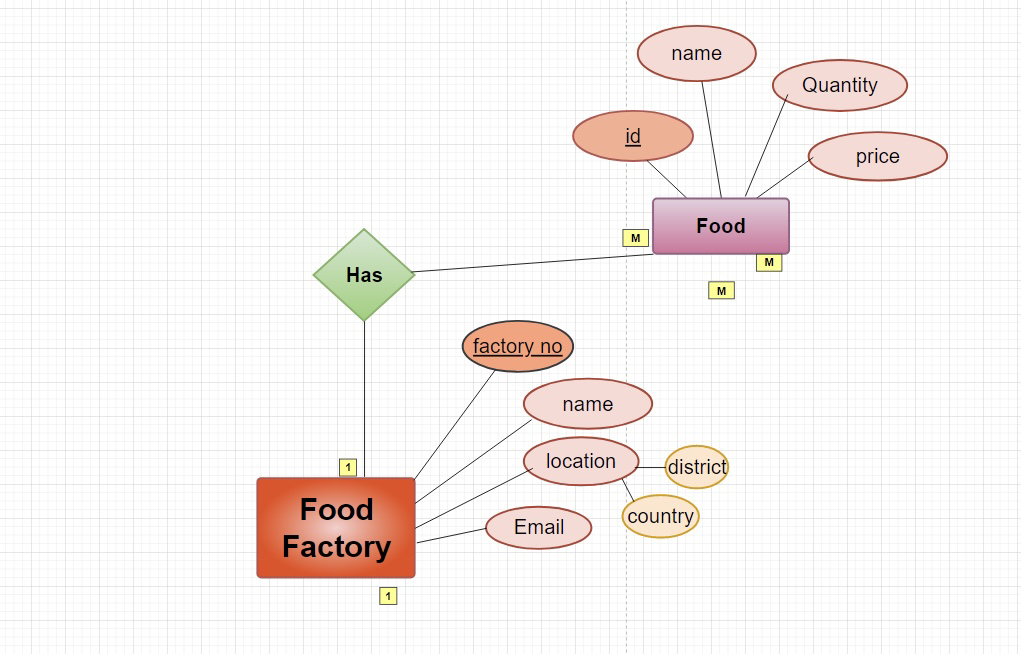 name
Quantity
id
price
Food
M
M
M
Has
factory no
name
location
district
country
Email
1
Food
Factory
1